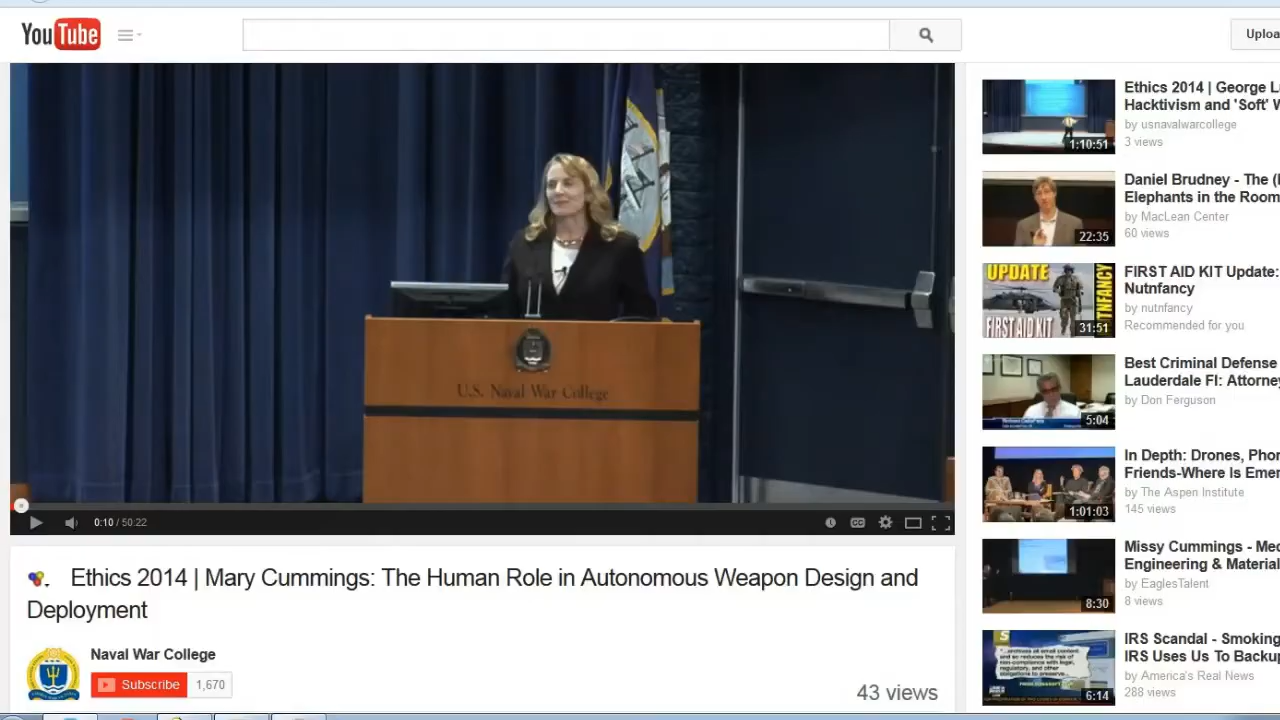 YouTube
Uploa
U.S. Naval War College
0:10 / 50:22
CC
Ethics 2014 | Mary Cummings: The Human Role in Autonomous Weapon Design and
Deployment
Naval War College
Subscribe 1,670
43 views
1:10:51
Ethics 2014 | George L
Hacktivism and 'Soft' W
by usnavalwarcollege
3 views
22:35
Daniel Brudney - The (
Elephants in the Room
by MacLean Center
60 views
UPDATE
NTNFANCY
FIRST AID KIT
31:51
FIRST AID KIT Update:
Nutnfancy
by nutnfancy
Recommended for you
5:04
Best Criminal Defense
Lauderdale Fl: Attorney
by Don Ferguson
1:01:03
In Depth: Drones, Phon
Friends-Where Is Emer
by The Aspen Institute
145 views
8:30
Missy Cummings - Med
Engineering & Material
by EaglesTalent
8 views
6:14
IRS Scandal - Smoking
IRS Uses Us To Backup
by America's Real News
288 views